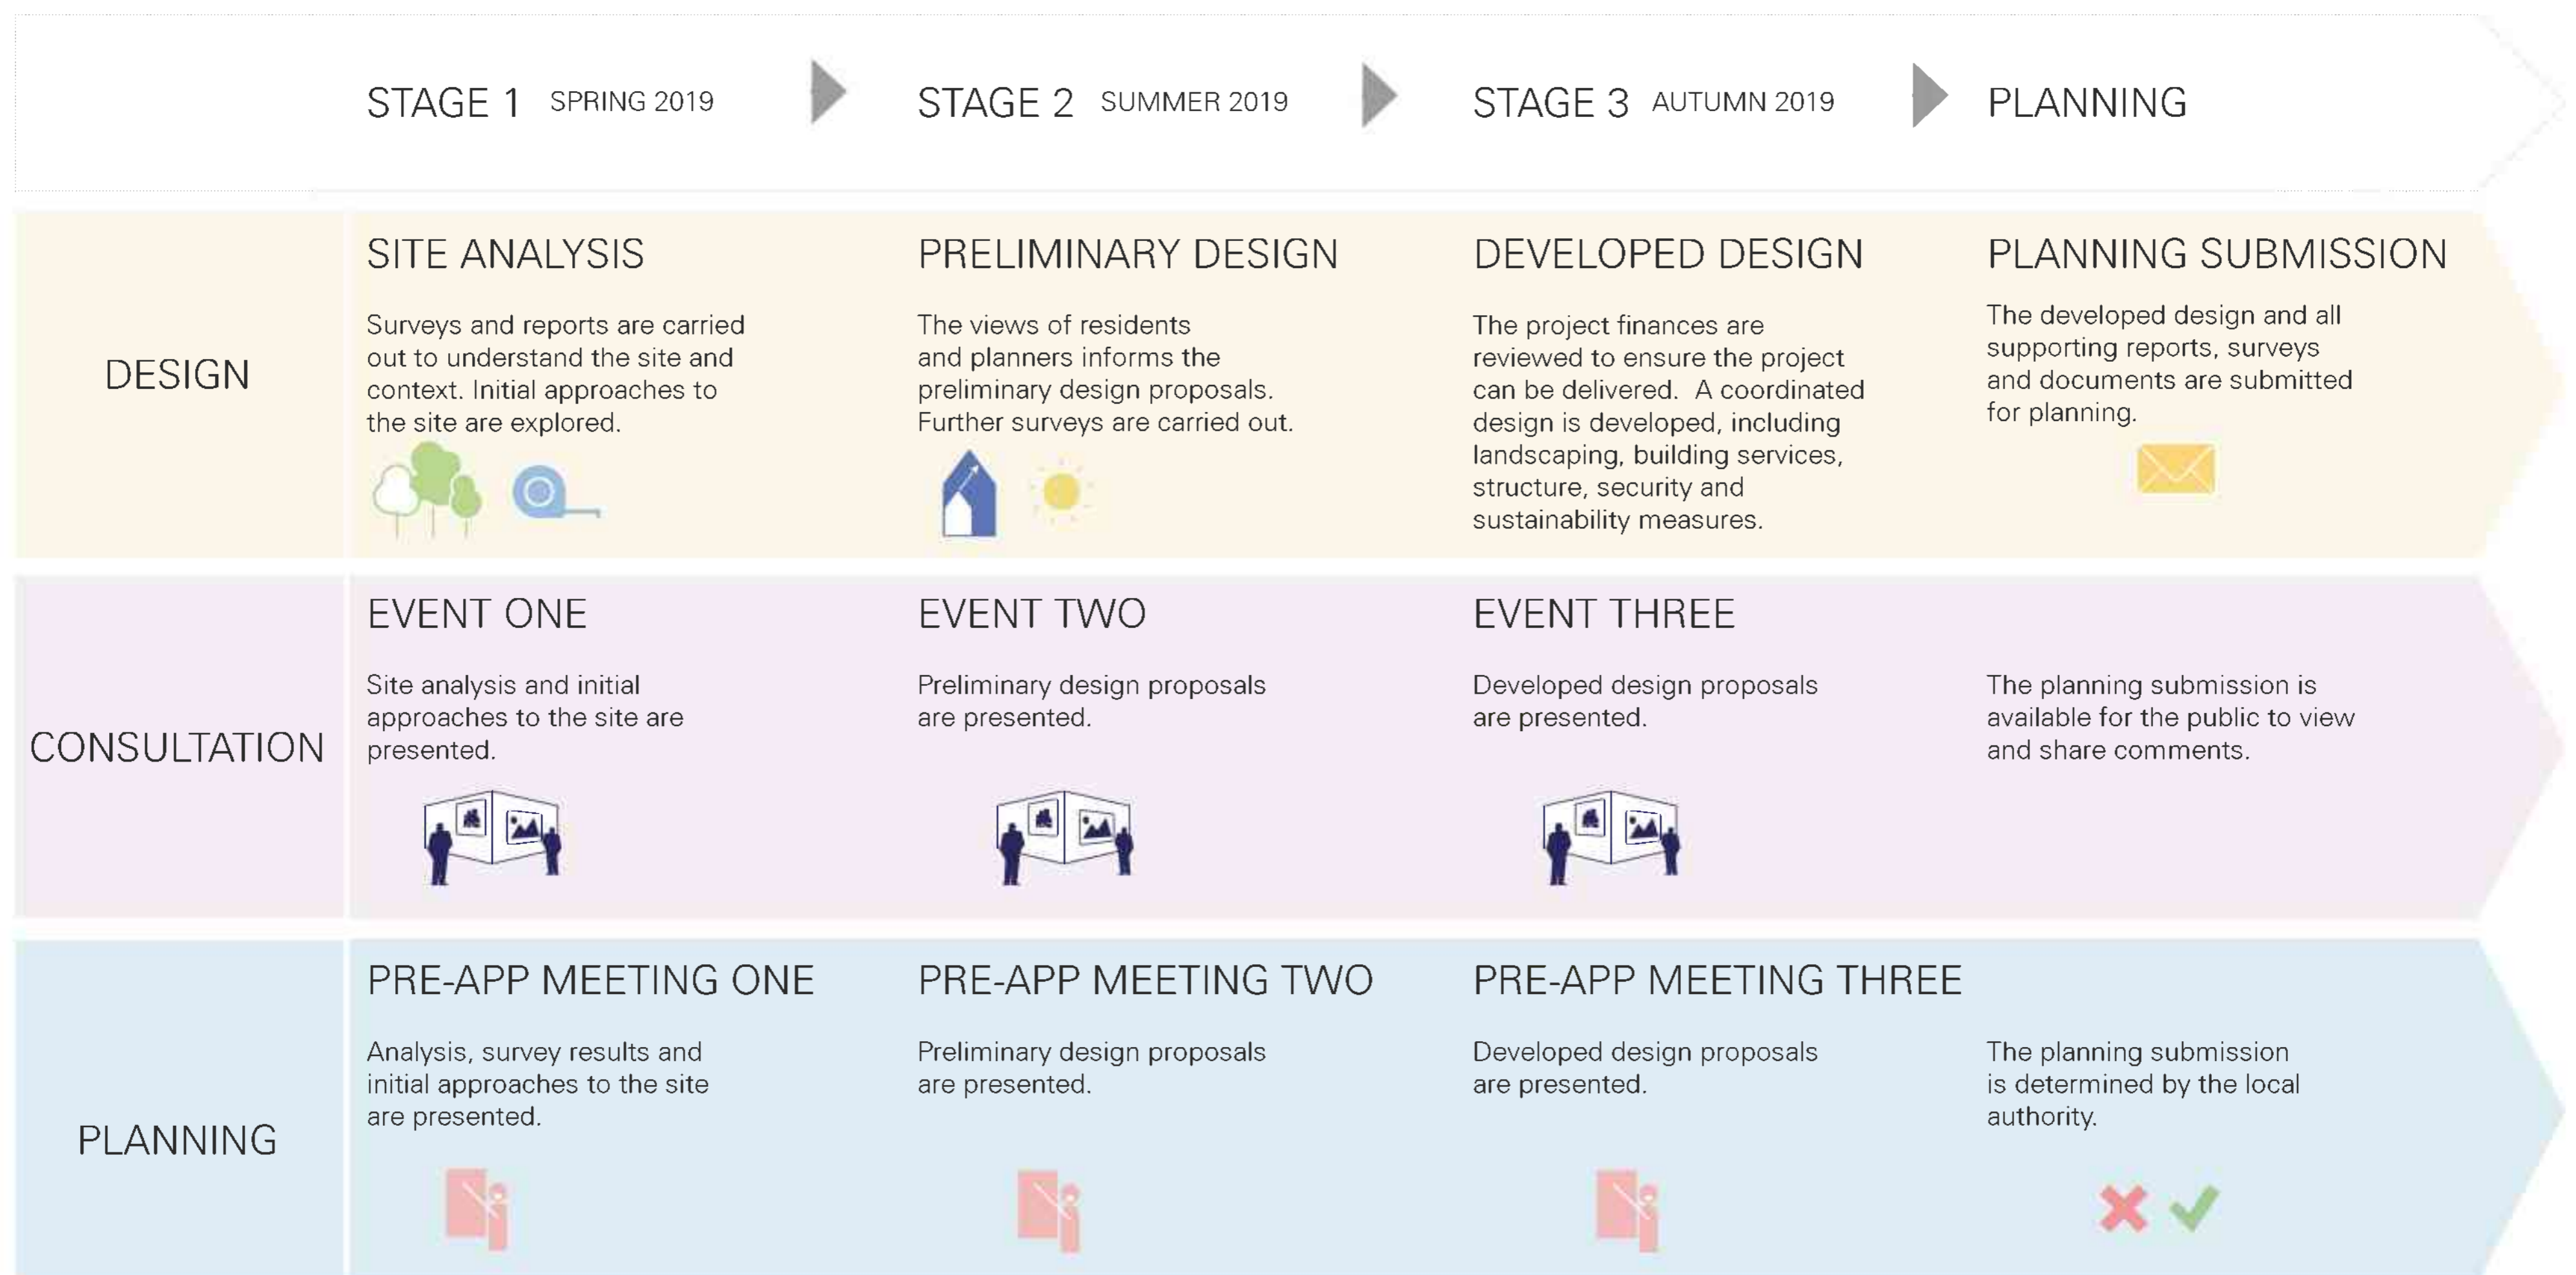 STAGE 1 SPRING 2019
STAGE 2 SUMMER 2019
STAGE 3 AUTUMN 2019
PLANNING
DESIGN
SITE ANALYSIS
Surveys and reports are carried
out to understand the site and
context. Initial approaches to
the site are explored.
PRELIMINARY DESIGN
The views of residents
and planners informs the
preliminary design proposals.
Further surveys are carried out.
DEVELOPED DESIGN
The project finances are
reviewed to ensure the project
can be delivered. A coordinated
design is developed, including
landscaping, building services,
structure, security and
sustainability measures.
PLANNING SUBMISSION
The developed design and all
supporting reports, surveys
and documents are submitted
for planning.
CONSULTATION
EVENT ONE
Site analysis and initial
approaches to the site are
presented.
EVENT TWO
Preliminary design proposals
are presented.
EVENT THREE
Developed design proposals
are presented.
The planning submission is
available for the public to view
and share comments.
PLANNING
PRE-APP MEETING ONE
Analysis, survey results and
initial approaches to the site
are presented.
PRE-APP MEETING TWO
Preliminary design proposals
are presented.
PRE-APP MEETING THREE
Developed design proposals
are presented.
The planning submission
is determined by the local
authority.